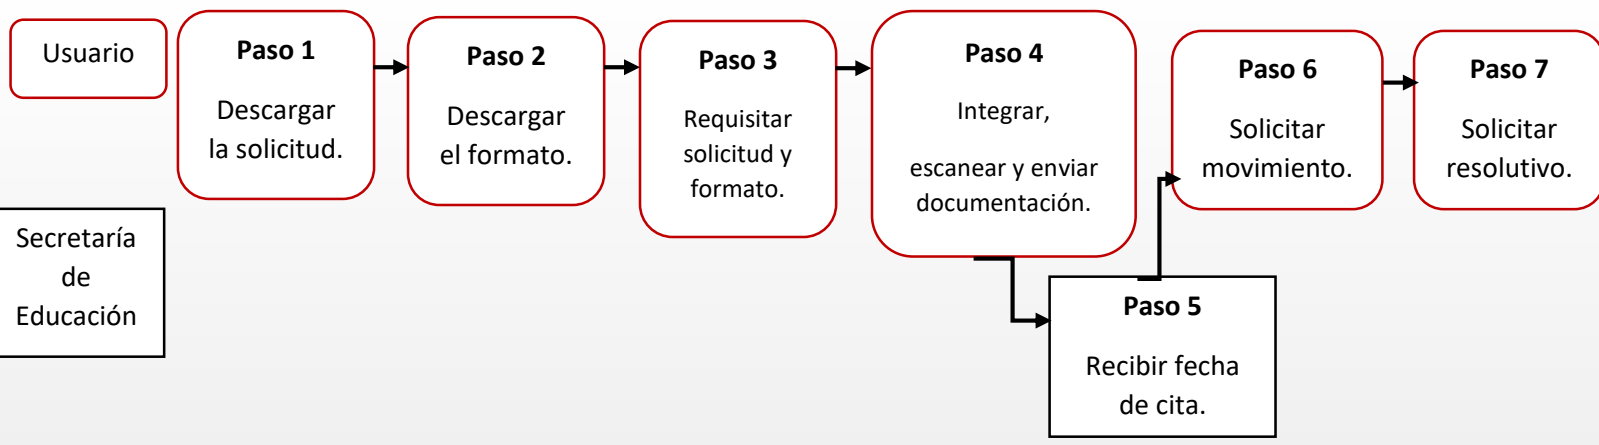 Usuario
Paso 1
Descargar
la solicitud.
Paso 2
Descargar
el formato.
Paso 3
Requisitar
solicitud y
formato.
Paso 4
Integrar,
escanear y enviar
documentación.
Paso 6
Solicitar
movimiento.
Paso 7
Solicitar
resolutivo.
Secretaría
de
Educación
Paso 5
Recibir fecha
de cita.